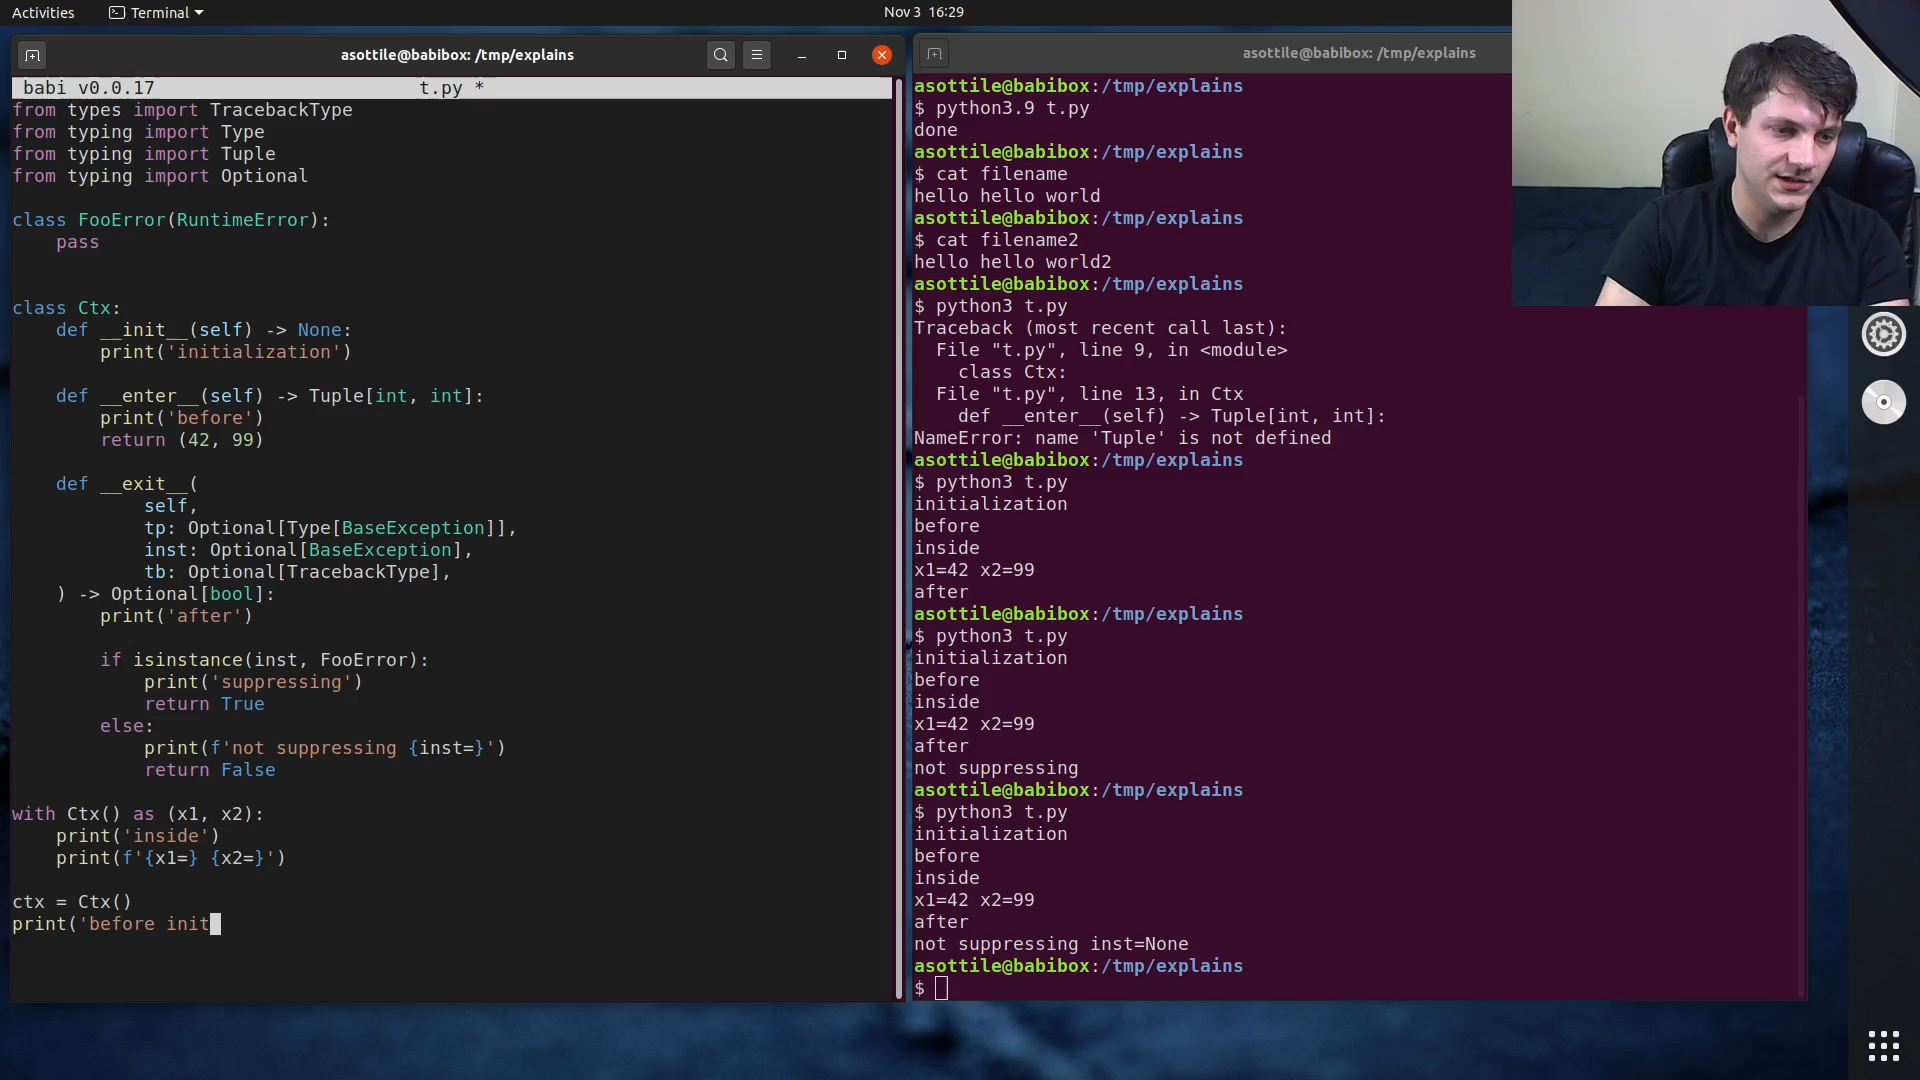 Activities
Terminal
Nov 3 16:29
asottile@babibox: /tmp/explains
babi v0.0.17 t.py *
from types import TracebackType
from typing import Type
from typing import Tuple
from typing import Optional
class FooError(RuntimeError):
    pass
class Ctx:
    def __init__(self) -> None:
        print('initialization')
    def __enter__(self) -> Tuple[int, int]:
        print('before')
        return (42, 99)
    def __exit__(
            self,
            tp: Optional[Type[BaseException]],
            inst: Optional[BaseException],
            tb: Optional[TracebackType],
    ) -> Optional[bool]:
        print('after')
        if isinstance(inst, FooError):
            print('suppressing')
            return True
        else:
            print(f'not suppressing {inst=}')
            return False
with Ctx() as (x1, x2):
    print('inside')
    print(f'{x1=} {x2=}')
ctx = Ctx()
print('before init
asottile@babibox: /tmp/explains
asottile@babibox:/tmp/explains
$ python3.9 t.py
done
asottile@babibox:/tmp/explains
$ cat filename
hello hello world
asottile@babibox:/tmp/explains
$ cat filename2
hello hello world2
asottile@babibox:/tmp/explains
$ python3 t.py
Traceback (most recent call last):
  File "t.py", line 9, in <module>
    class Ctx:
  File "t.py", line 13, in Ctx
    def __enter__(self) -> Tuple[int, int]:
NameError: name 'Tuple' is not defined
asottile@babibox:/tmp/explains
$ python3 t.py
initialization
before
inside
x1=42 x2=99
after
asottile@babibox:/tmp/explains
$ python3 t.py
initialization
before
inside
x1=42 x2=99
after
not suppressing
asottile@babibox:/tmp/explains
$ python3 t.py
initialization
before
inside
x1=42 x2=99
after
not suppressing inst=None
asottile@babibox:/tmp/explains
$